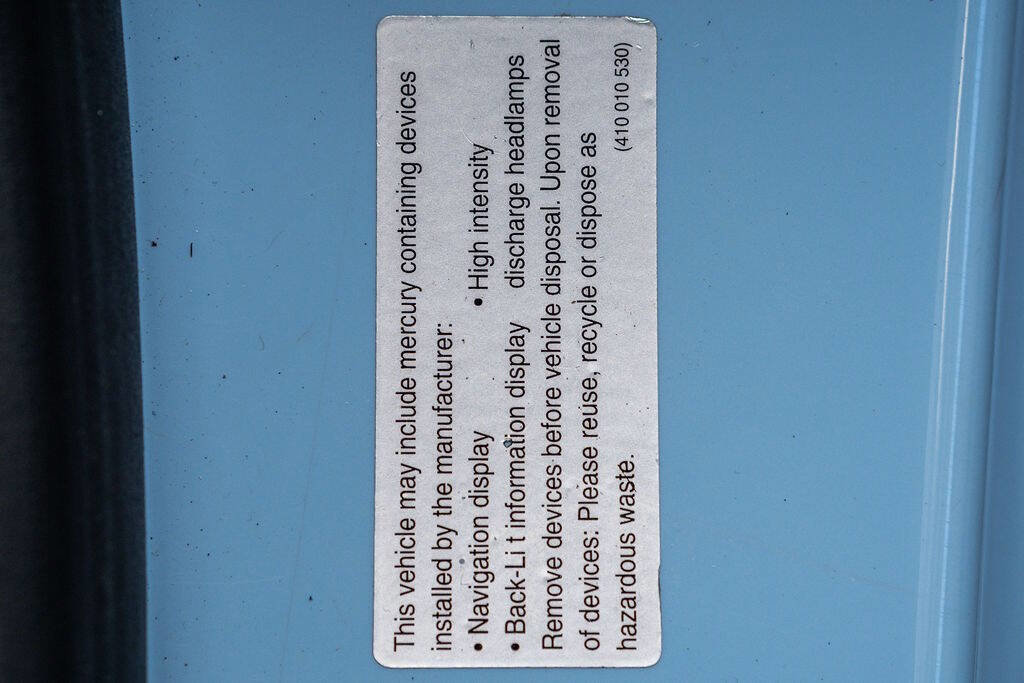 This vehicle may include mercury containing devices
installed by the manufacturer:
• Navigation display • High intensity
• Back-Li t information display discharge headlamps
Remove devices before vehicle disposal. Upon removal
of devices: Please reuse, recycle or dispose as
hazardous waste. (410 010 530)